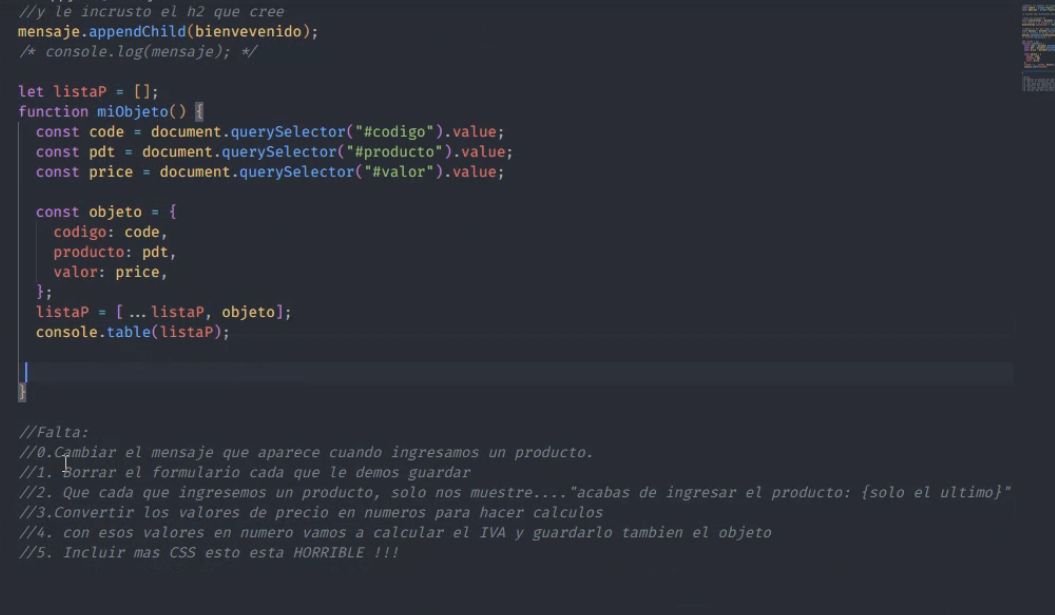 //y le incrusto el h2 que cree
mensaje.appendChild(bienvevenido);
/* console.log(mensaje); */
let listaP = [];
function miObjeto() {
const code = document.querySelector("#codigo").value;
const pdt = document.querySelector("#producto").value;
const price = document.querySelector("#valor").value;
const objeto = {
codigo: code,
producto: pdt,
valor: price,
};
listaP = [...listaP, objeto];
console.table(listaP);
}
//Falta:
//0.Cambiar el mensaje que aparece cuando ingresamos un producto.
//1. Borrar el formulario cada que le demos guardar
//2. Que cada que ingresemos un producto, solo nos muestre...."acabas de ingresar el producto: {solo el ultimo}"
//3.Convertir los valores de precio en numeros para hacer calculos
//4. con esos valores en numero vamos a calcular el IVA y guardarlo tambien el objeto
//5. Incluir mas CSS esto esta HORRIBLE !!!